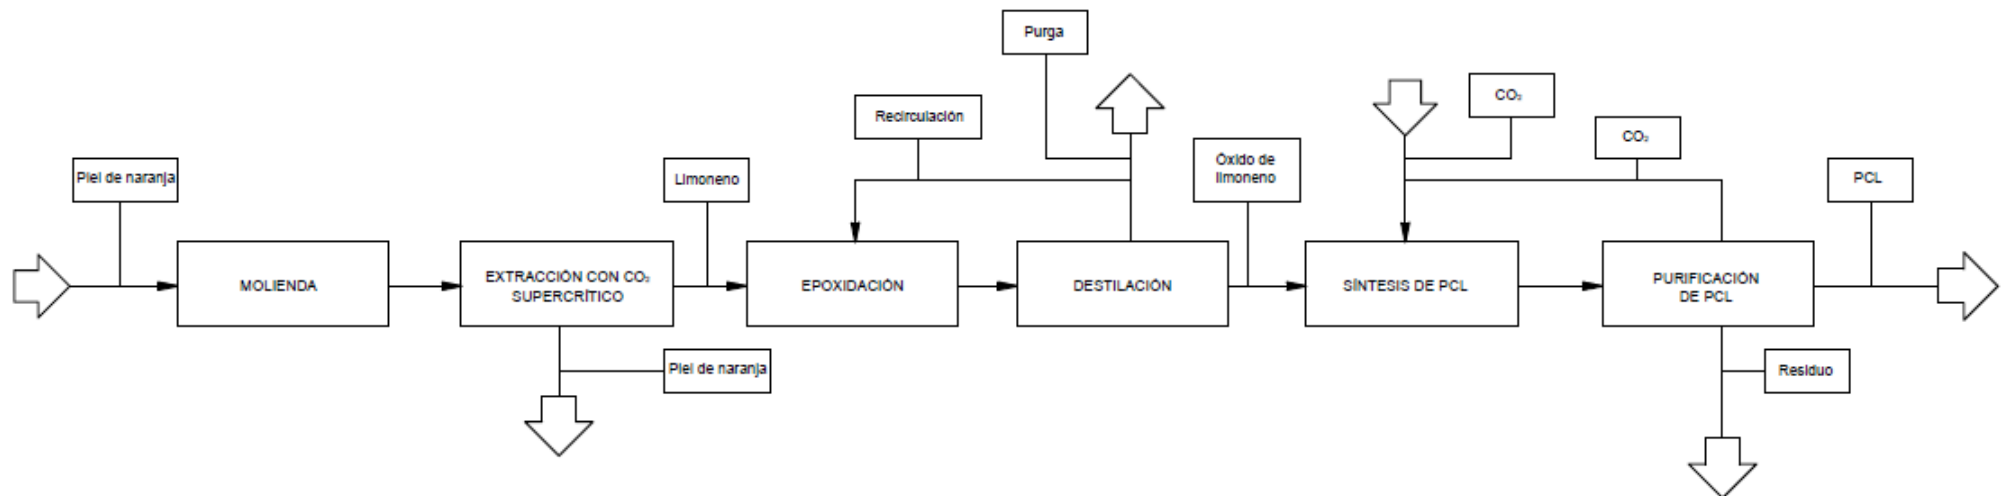 Purga
CO₂
Recirculación
CO₂
Piel de naranja
Limoneno
Óxido de
limoneno
PCL
MOLIENDA
EXTRACCIÓN CON CO₂
SUPERCRÍTICO
EPOXIDACIÓN
DESTILACIÓN
SÍNTESIS DE PCL
PURIFICACIÓN
DE PCL
Piel de naranja
Residuo